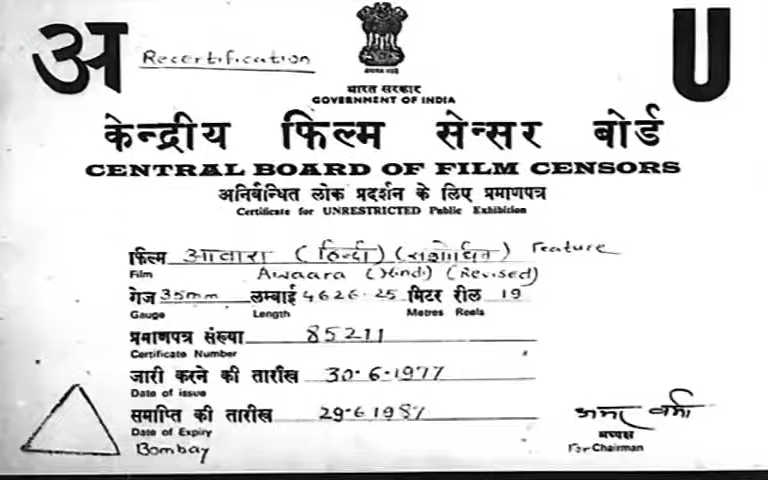 अ Recertification U
भारत सरकार
GOVERNMENT OF INDIA
केन्द्रीय फिल्म सेन्सर बोर्ड
CENTRAL BOARD OF FILM CENSORS
अनिर्बन्धित लोक प्रदर्शन के लिए प्रमाणपत्र
Certificate for UNRESTRICTED Public Exhibition
फिल्म आवारा (हिन्दी) (संशोधित) Feature
Film Awaara (Hindi) (Revised)
गेज 35mm लम्बाई 4626.25 मिटर रील 19
Gauge Length Metres Reels
प्रमाणपत्र संख्या 85211
Certificate Number
जारी करने की तारीख 30.6.1977
Date of issue
समाप्ति की तारीख 29.6.1987
Date of Expiry
Bombay
अध्यक्ष
For Chairman